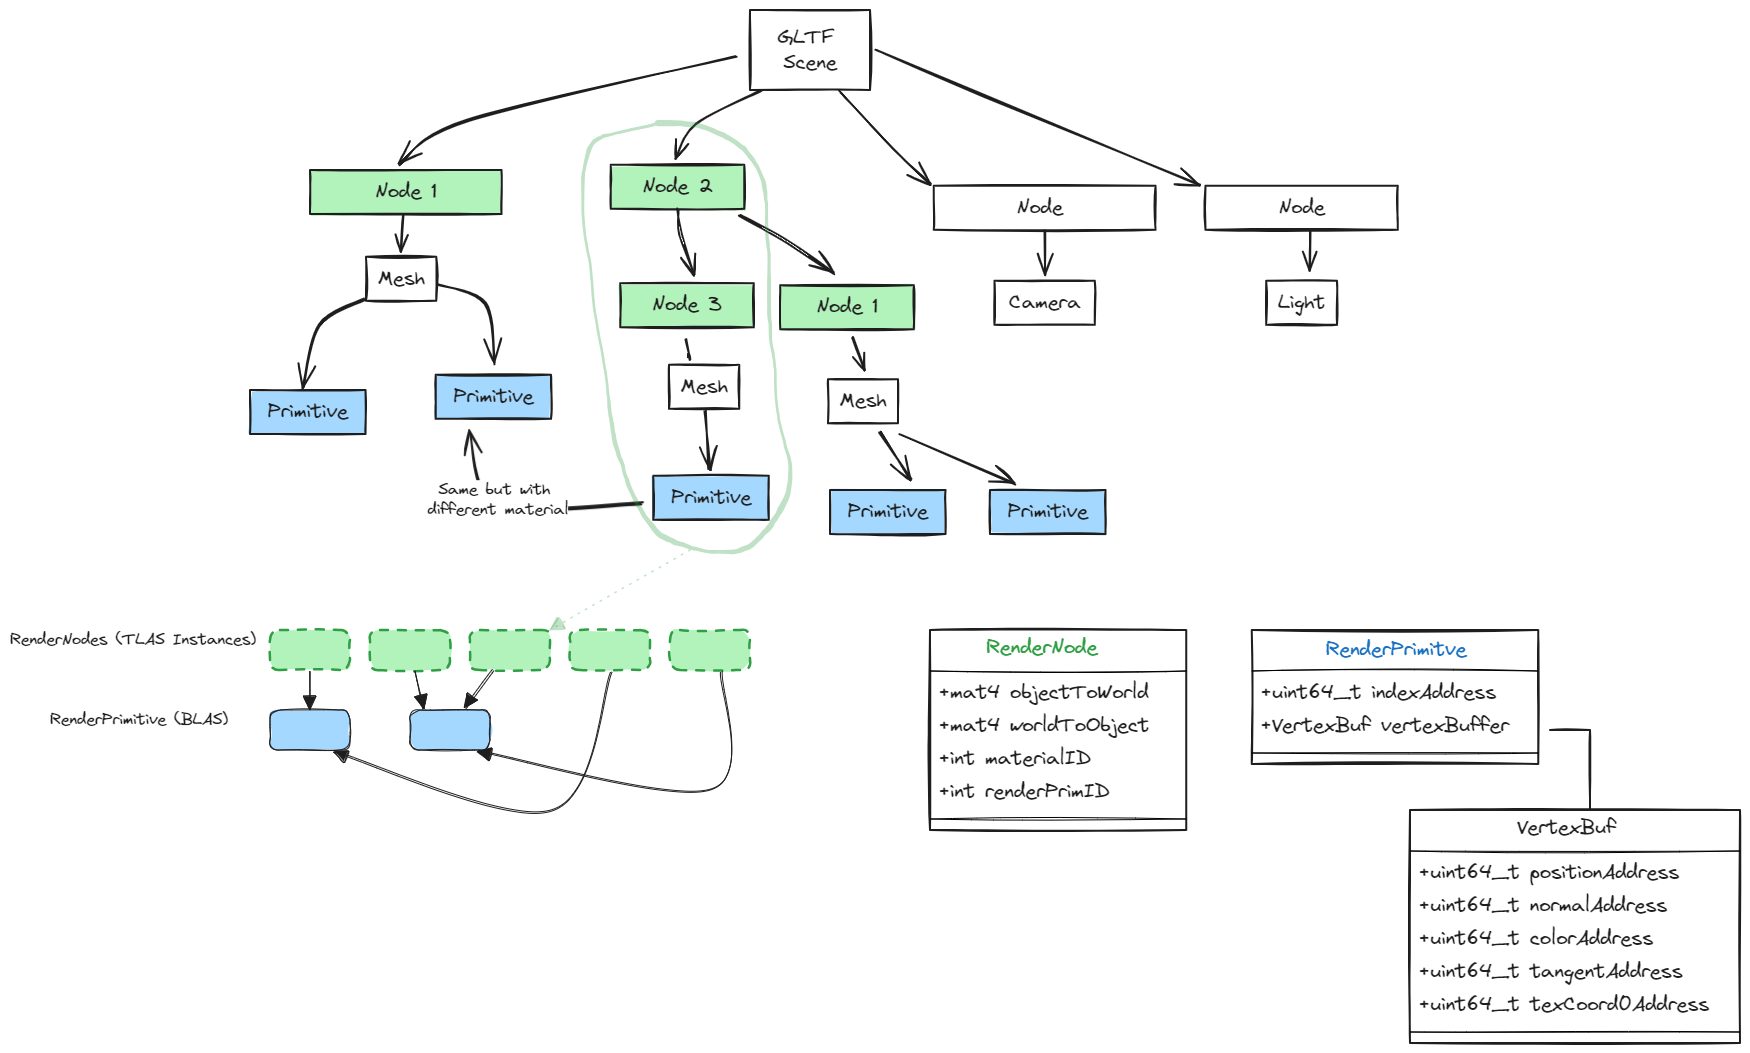 GLTF
Scene
Node 1
Node 2
Node
Node
Mesh
Node 3
Node 1
Camera
Light
Primitive
Primitive
Mesh
Mesh
Same but with
different material
Primitive
Primitive
Primitive
RenderNodes (TLAS Instances)
RenderPrimitive (BLAS)
RenderNode
+mat4 objectToWorld
+mat4 worldToObject
+int materialID
+int renderPrimID
RenderPrimitve
+uint64_t indexAddress
+VertexBuf vertexBuffer
VertexBuf
+uint64_t positionAddress
+uint64_t normalAddress
+uint64_t colorAddress
+uint64_t tangentAddress
+uint64_t texCoord0Address